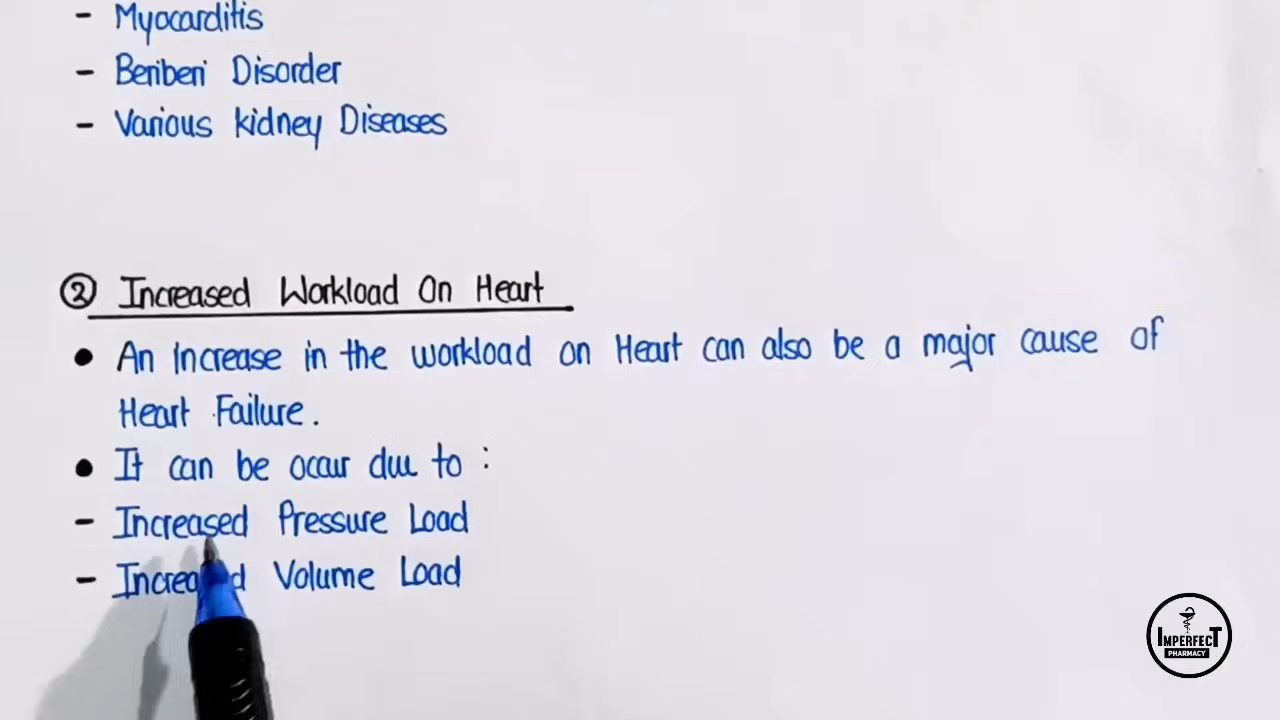 - Myocarditis
- Beriberi Disorder
- Various kidney Diseases
② Increased Workload On Heart
• An Increase in the workload on Heart can also be a major cause of
Heart Failure.
• It can be occur due to :
- Increased Pressure Load
- Increased Volume Load
IMPERFECT
PHARMACY